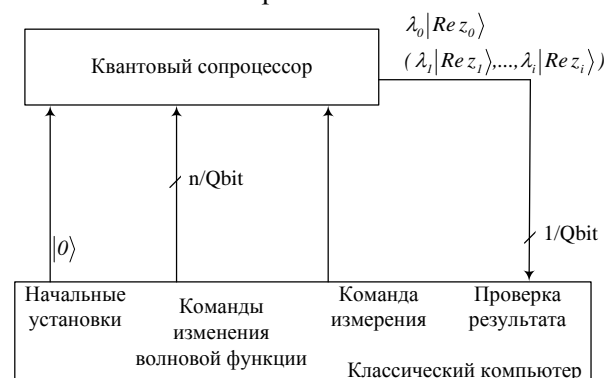 λ₀|Re z₀⟩
Квантовый сопроцессор
( λ₁|Re z₁⟩,...,λᵢ|Re zᵢ⟩ )
n/Qbit
|0⟩
1/Qbit
Начальные
установки
Команды
изменения
волновой функции
Команда
измерения
Проверка
результата
Классический компьютер